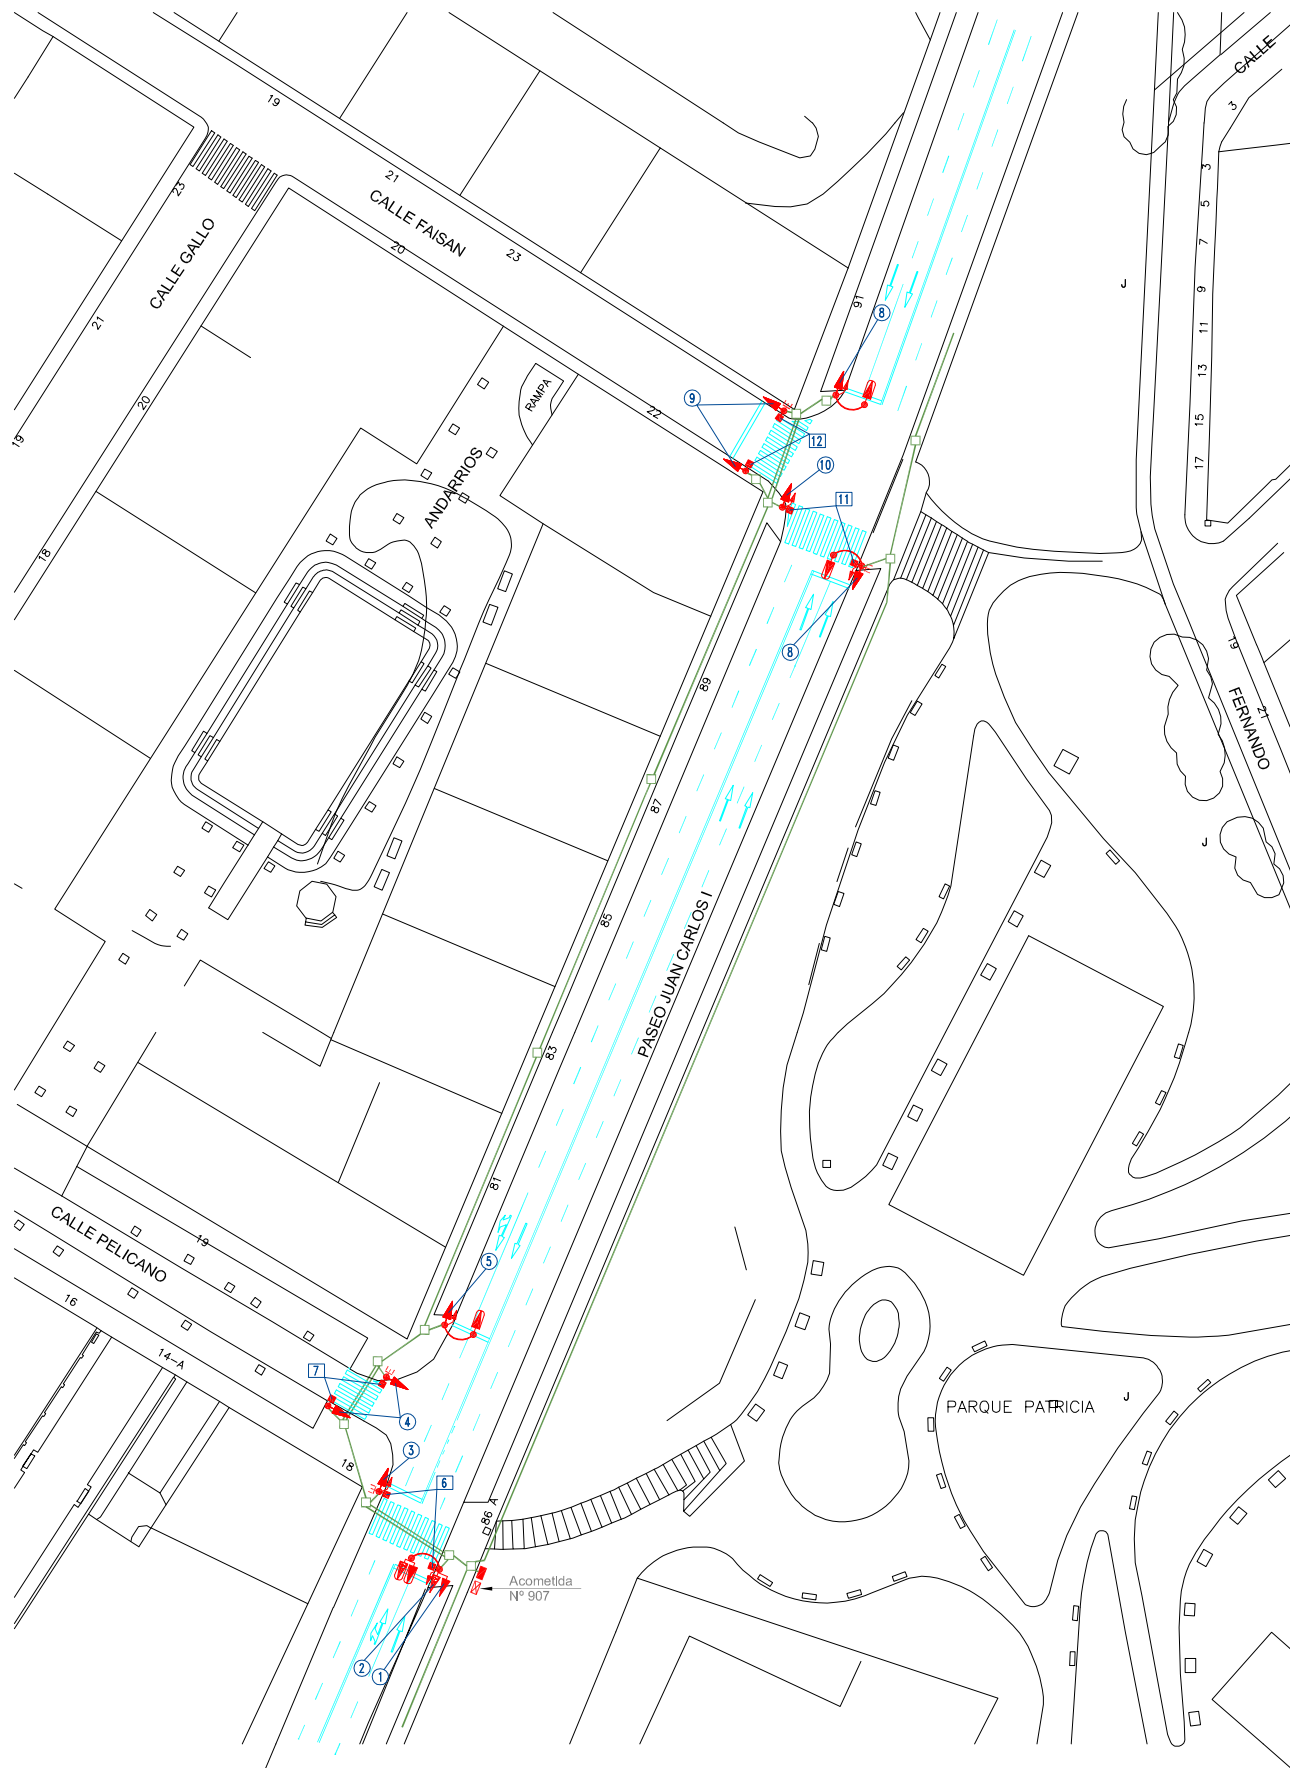 CALLE
3
19
21
23
CALLE FAISAN
20
23
CALLE GALLO
21
19
20
18
22
RAMPA
ANDARRIOS
91
8
9
12
10
11
8
3
5
7
9
11
13
15
17
J
19
21
FERNANDO
J
89
87
85
83
81
PASEO JUAN CARLOS I
CALLE PELICANO
19
16
14-A
18
5
7
4
3
6
86 A
Acometida
Nº 907
2
1
PARQUE PATRICIA
J